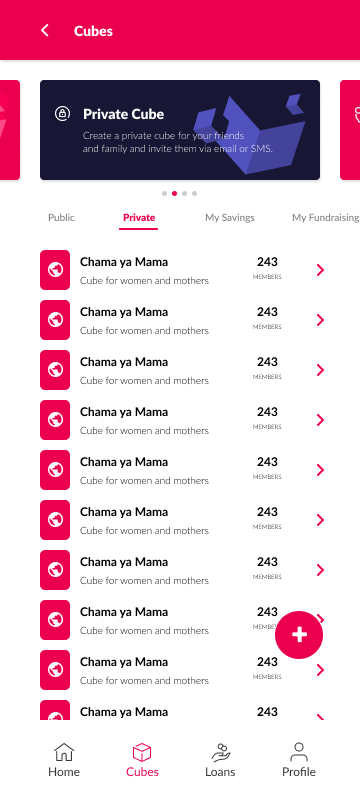 Cubes
Private Cube
Create a private cube for your friends
and family and invite them via email or SMS.
Public
Private
My Savings
My Fundraising
Chama ya Mama
Cube for women and mothers
243
MEMBERS
Chama ya Mama
Cube for women and mothers
243
MEMBERS
Chama ya Mama
Cube for women and mothers
243
MEMBERS
Chama ya Mama
Cube for women and mothers
243
MEMBERS
Chama ya Mama
Cube for women and mothers
243
MEMBERS
Chama ya Mama
Cube for women and mothers
243
MEMBERS
Chama ya Mama
Cube for women and mothers
243
MEMBERS
Chama ya Mama
Cube for women and mothers
243
Chama ya Mama
Cube for women and mothers
243
MEMBERS
Chama ya Mama
243
Home
Cubes
Loans
Profile